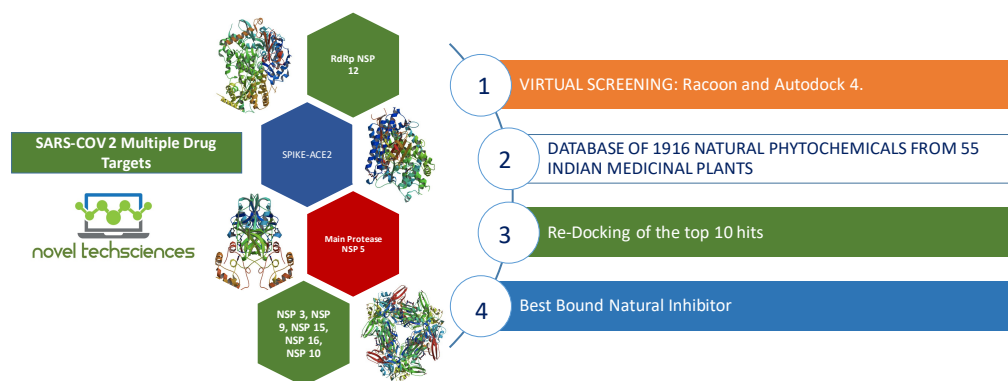 SARS-COV 2 Multiple Drug
Targets
novel techsciences
RdRp NSP
12
SPIKE-ACE2
Main Protease
NSP 5
NSP 3, NSP
9, NSP 15,
NSP 16,
NSP 10
1
VIRTUAL SCREENING: Racoon and Autodock 4.
2
DATABASE OF 1916 NATURAL PHYTOCHEMICALS FROM 55
INDIAN MEDICINAL PLANTS
3
Re-Docking of the top 10 hits
4
Best Bound Natural Inhibitor